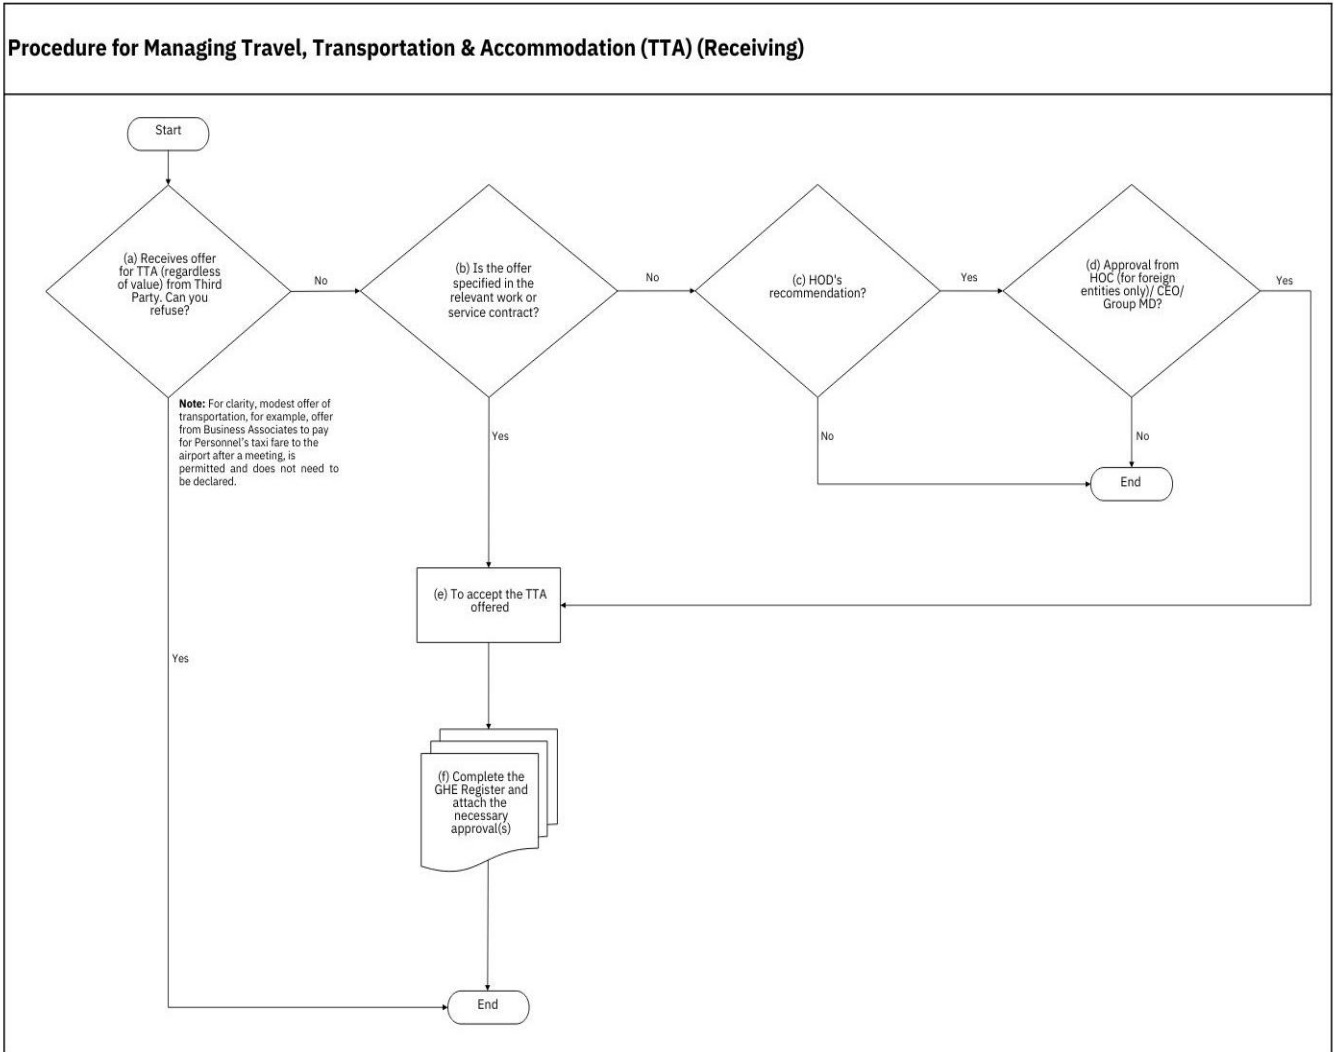 Procedure for Managing Travel, Transportation & Accommodation (TTA) (Receiving)
Start
(a) Receives offer
for TTA (regardless
of value) from Third
Party. Can you
refuse?
No
(b) Is the offer
specified in the
relevant work or
service contract?
No
(c) HOD's
recommendation?
Yes
(d) Approval from
HOC (for foreign
entities only)/ CEO/
Group MD?
Yes
Note: For clarity, modest offer of
transportation, for example, offer
from Business Associates to pay
for Personnel's taxi fare to the
airport after a meeting, is
permitted and does not need to
be declared.
Yes
No
No
End
(e) To accept the TTA
offered
Yes
(f) Complete the
GHE Register and
attach the
necessary
approval(s)
End